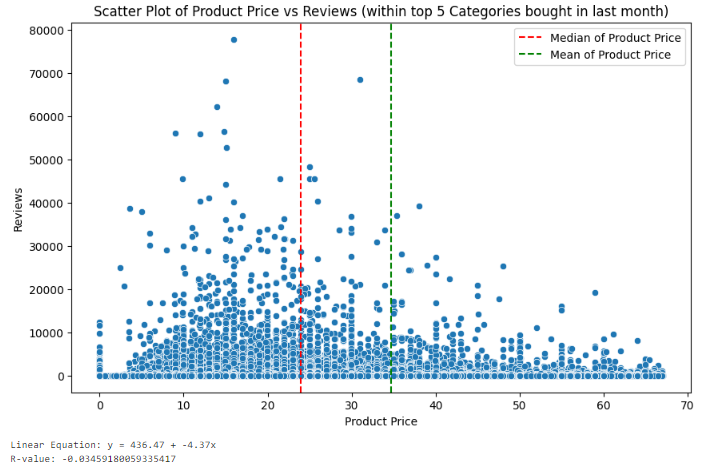 Scatter Plot of Product Price vs Reviews (within top 5 Categories bought in last month)
Median of Product Price
Mean of Product Price
80000
70000
60000
50000
40000
30000
20000
10000
0
Reviews
0 10 20 30 40 50 60 70
Product Price
Linear Equation: y = 436.47 + -4.37x
R-value: -0.03459180059335417